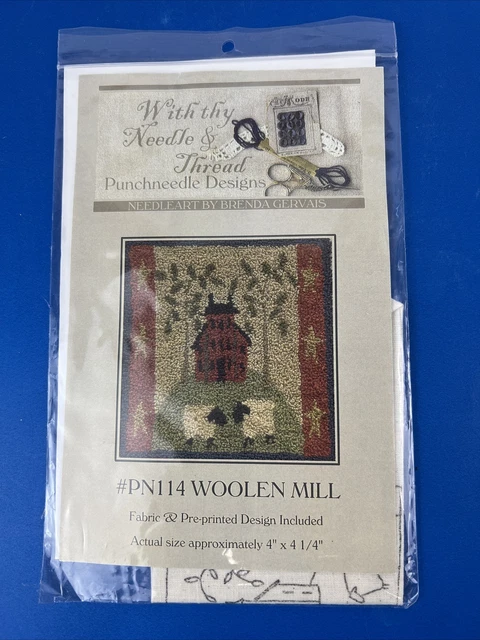 With thy
Needle &
Thread
Punchneedle Designs
NEEDLEART BY BRENDA GERVAIS
#PN114 WOOLEN MILL
Fabric & Pre-printed Design Included
Actual size approximately 4" x 4 1/4"